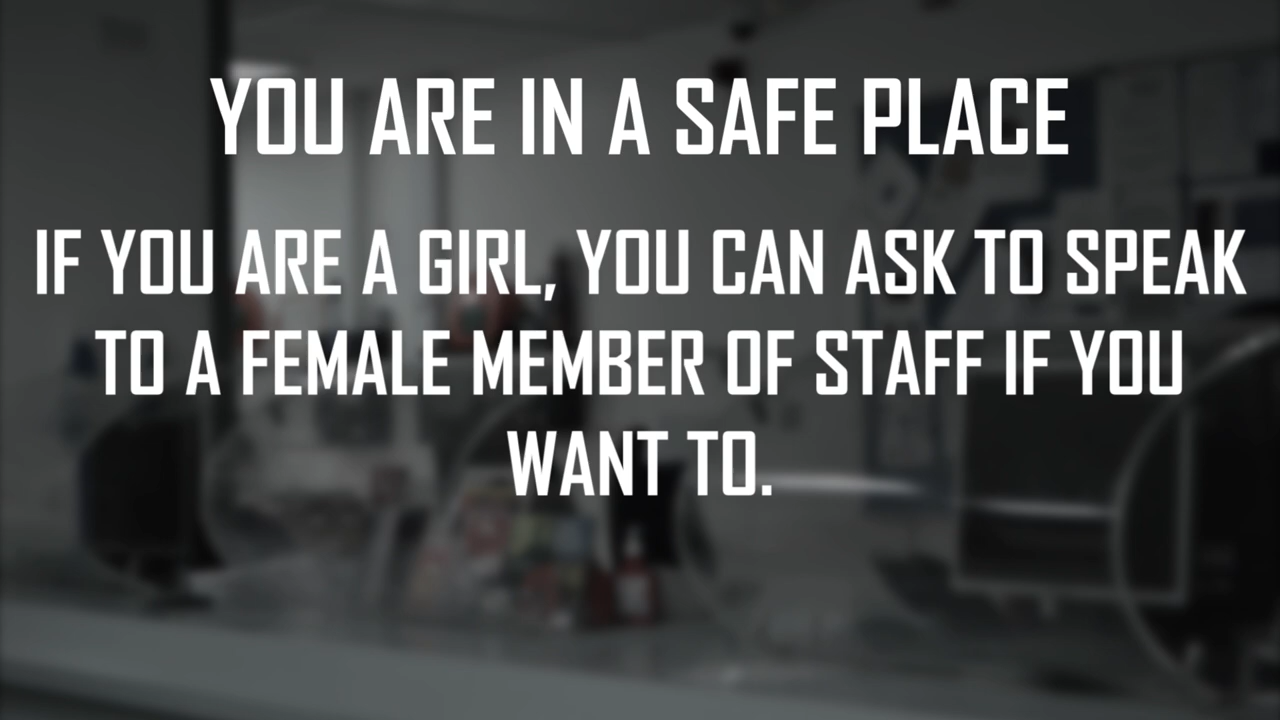 YOU ARE IN A SAFE PLACE
IF YOU ARE A GIRL, YOU CAN ASK TO SPEAK
TO A FEMALE MEMBER OF STAFF IF YOU
WANT TO.